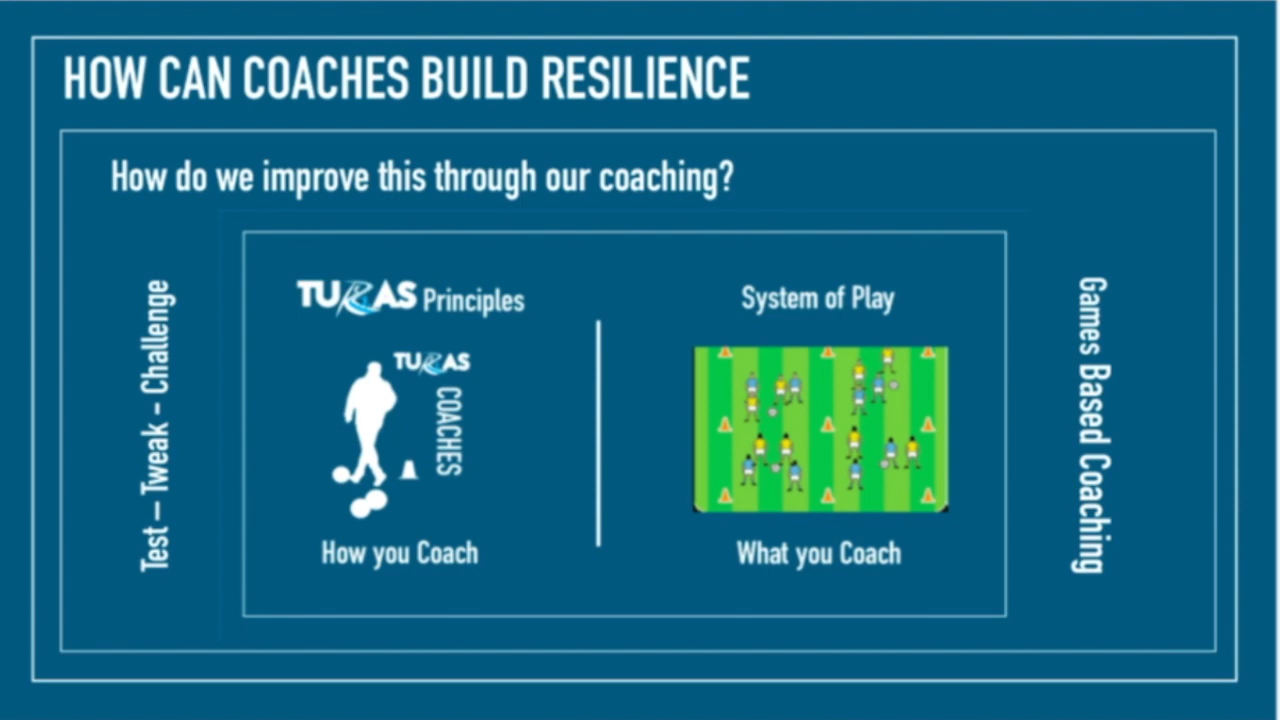 HOW CAN COACHES BUILD RESILIENCE
How do we improve this through our coaching?
Test – Tweak - Challenge
TURAS Principles
TURAS
COACHES
How you Coach
System of Play
What you Coach
Games Based Coaching